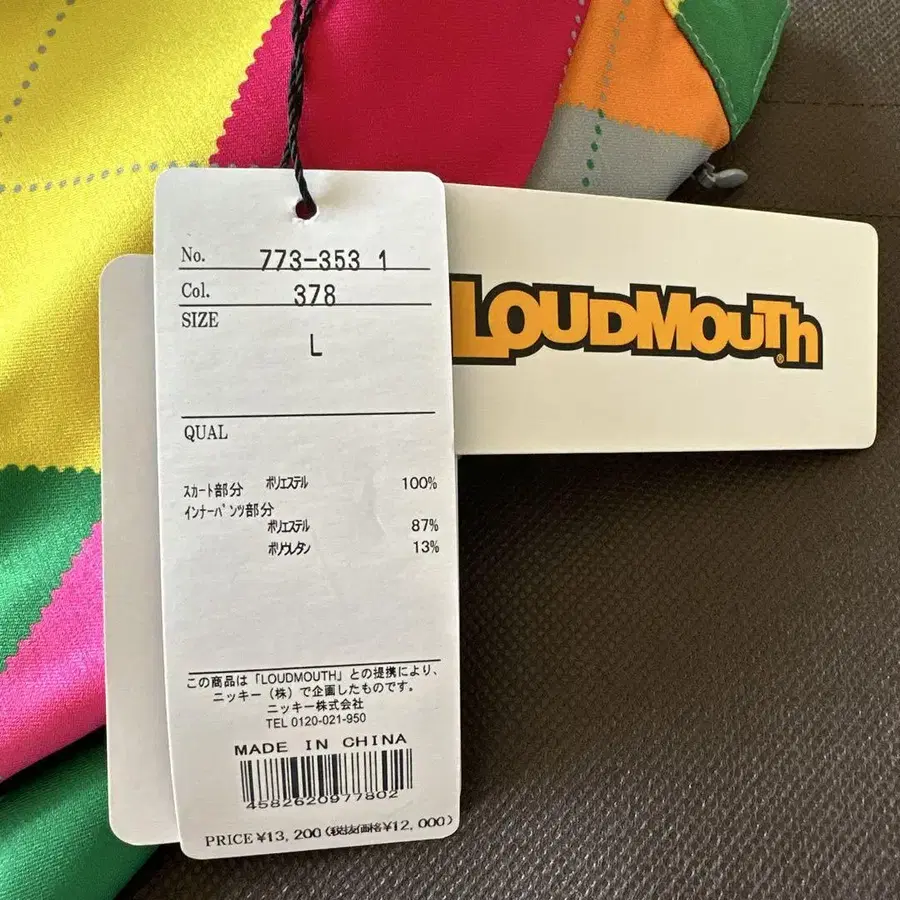 No. 773-353 1
Col. 378
SIZE
L
QUAL
スカート部分 ポリエステル 100%
インナーパンツ部分
ポリエステル 87%
ポリウレタン 13%
この商品は「LOUDMOUTH」との提携により、
ニッキー(株)で企画したものです。
ニッキー株式会社
TEL 0120-021-950
MADE IN CHINA
4582620977802
PRICE ¥13,200(税抜価格¥12,000)
LOUDMOUTH®